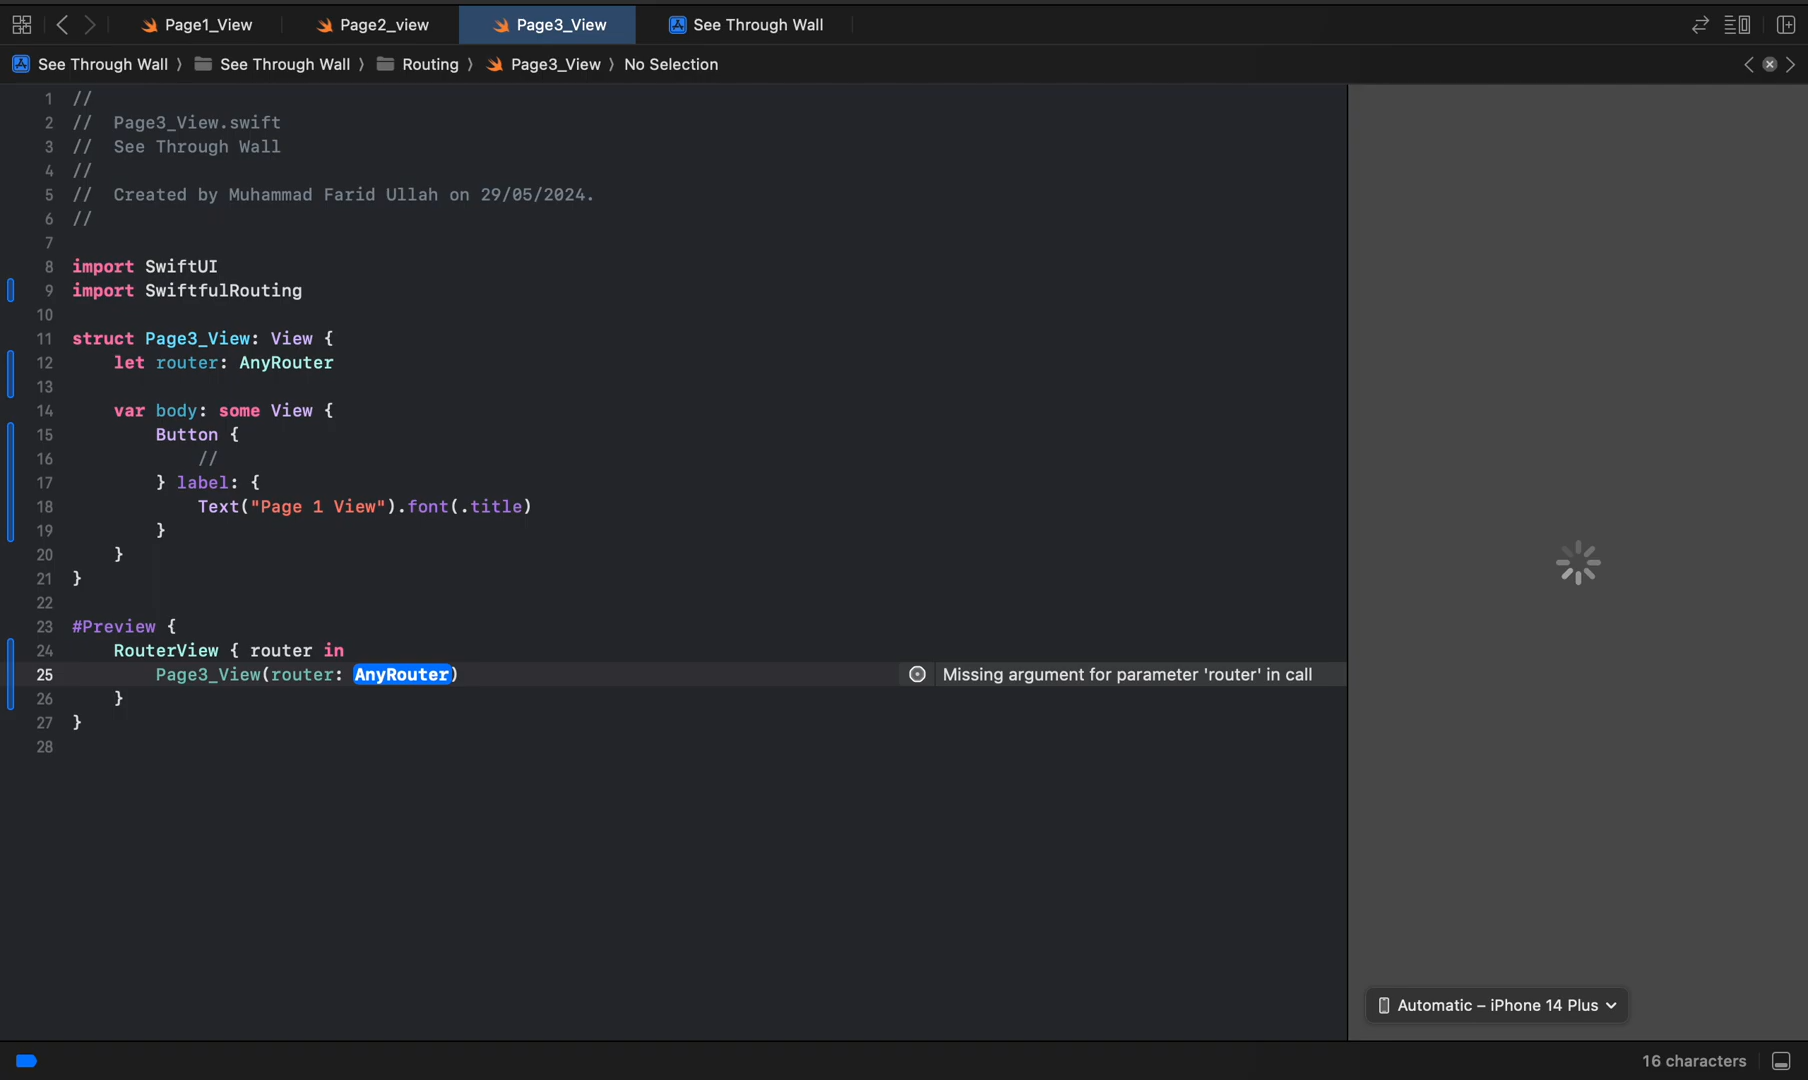 Page1_View
Page2_view
Page3_View
See Through Wall
See Through Wall 〉 See Through Wall 〉 Routing 〉 Page3_View 〉 No Selection
1 //
2 //  Page3_View.swift
3 //  See Through Wall
4 //
5 //  Created by Muhammad Farid Ullah on 29/05/2024.
6 //
7
8 import SwiftUI
9 import SwiftfulRouting
10
11 struct Page3_View: View {
12     let router: AnyRouter
13
14     var body: some View {
15         Button {
16             //
17         } label: {
18             Text("Page 1 View").font(.title)
19         }
20     }
21 }
22
23 #Preview {
24     RouterView { router in
25         Page3_View(router: AnyRouter) Missing argument for parameter 'router' in call
26     }
27 }
28
Automatic – iPhone 14 Plus
16 characters